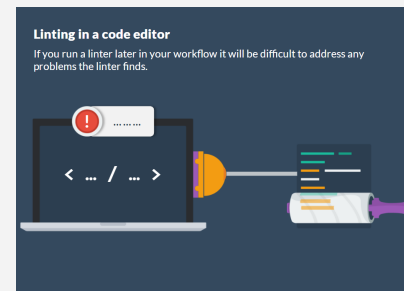 Linting in a code editor
If you run a linter later in your workflow it will be difficult to address any
problems the linter finds.
!
........
< ... / ... >